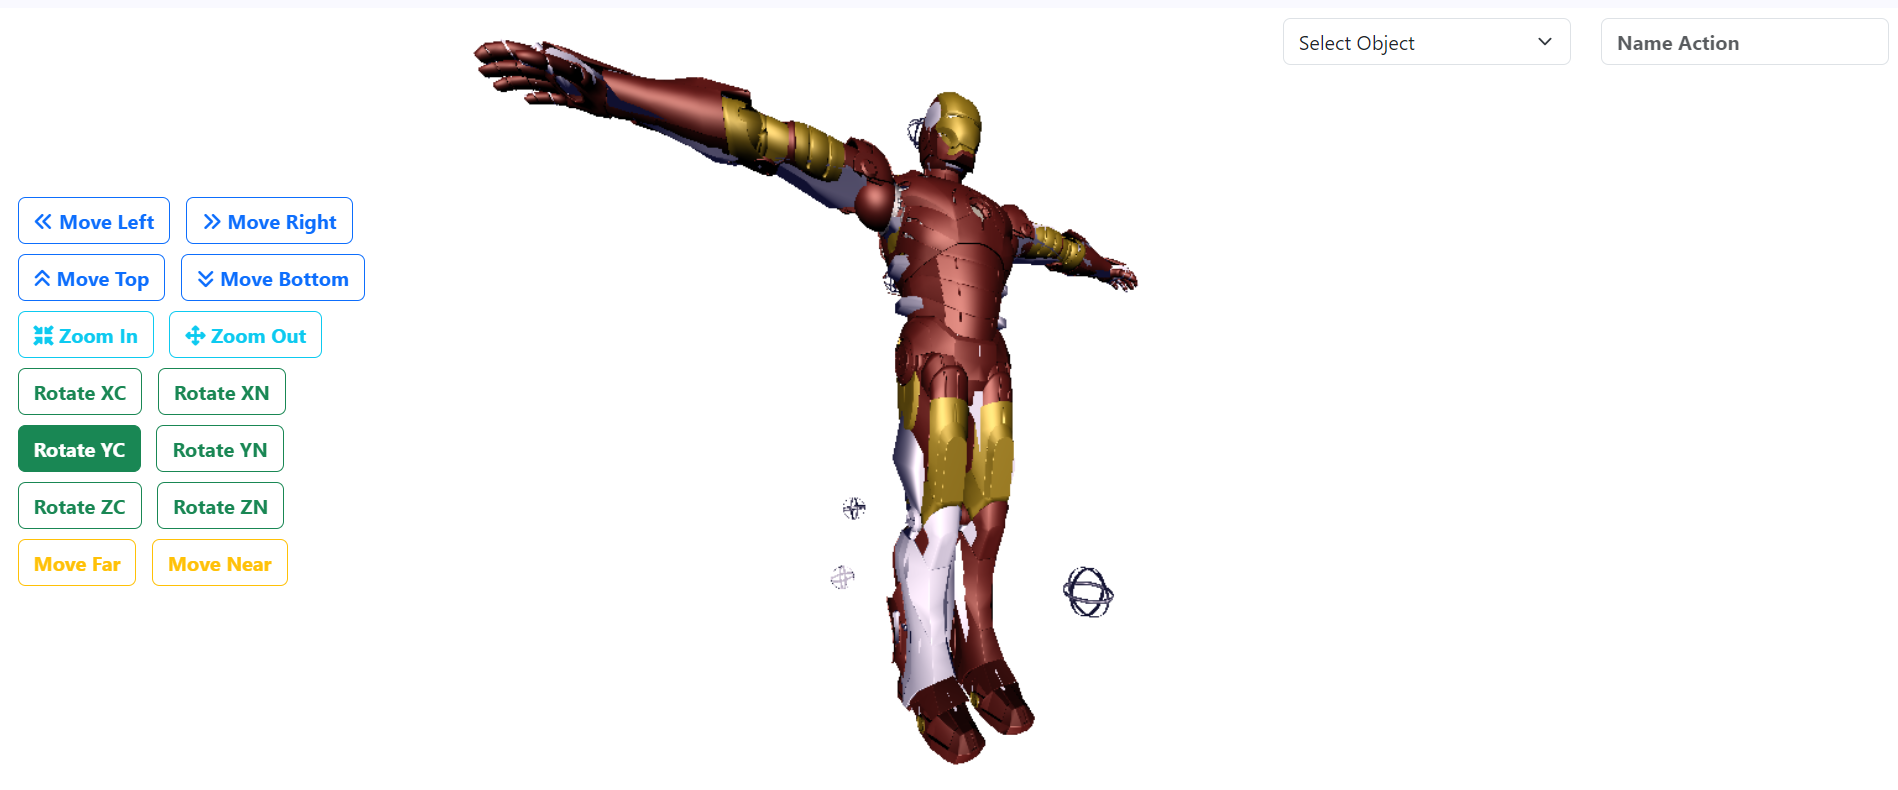 Select Object
Name Action
Move Left
Move Right
Move Top
Move Bottom
Zoom In
Zoom Out
Rotate XC
Rotate XN
Rotate YC
Rotate YN
Rotate ZC
Rotate ZN
Move Far
Move Near